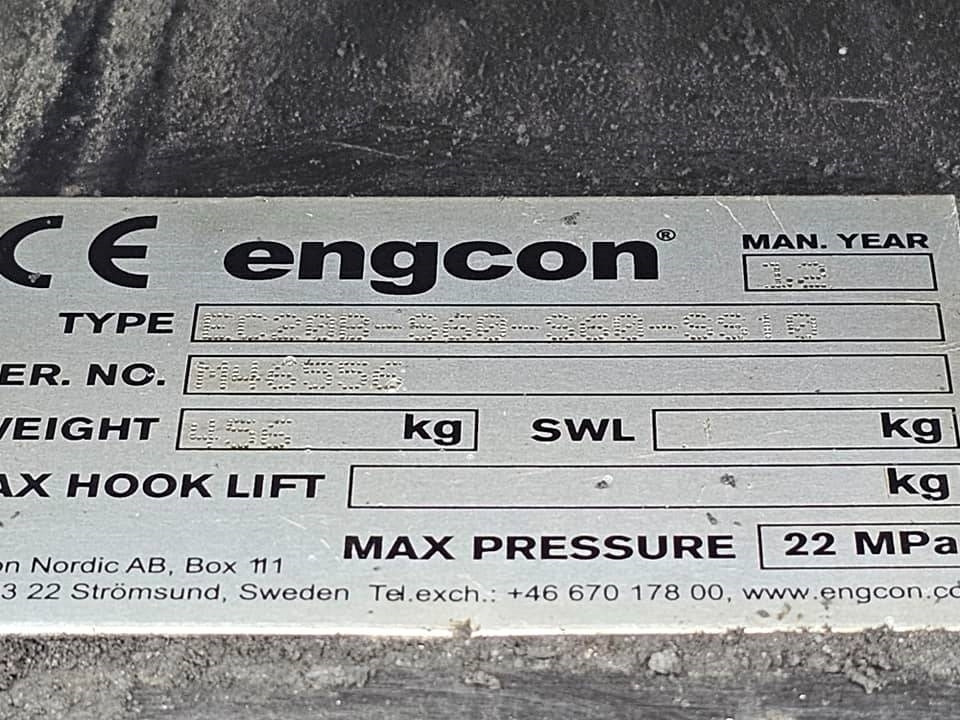 CE engcon® MAN. YEAR
12
TYPE EC20B-S60-S60-SS10
ER. NO. M46556
WEIGHT 456 kg SWL kg
AX HOOK LIFT kg
MAX PRESSURE 22 MPa
on Nordic AB, Box 111
3 22 Strömsund, Sweden Tel.exch.: +46 670 178 00, www.engcon.co